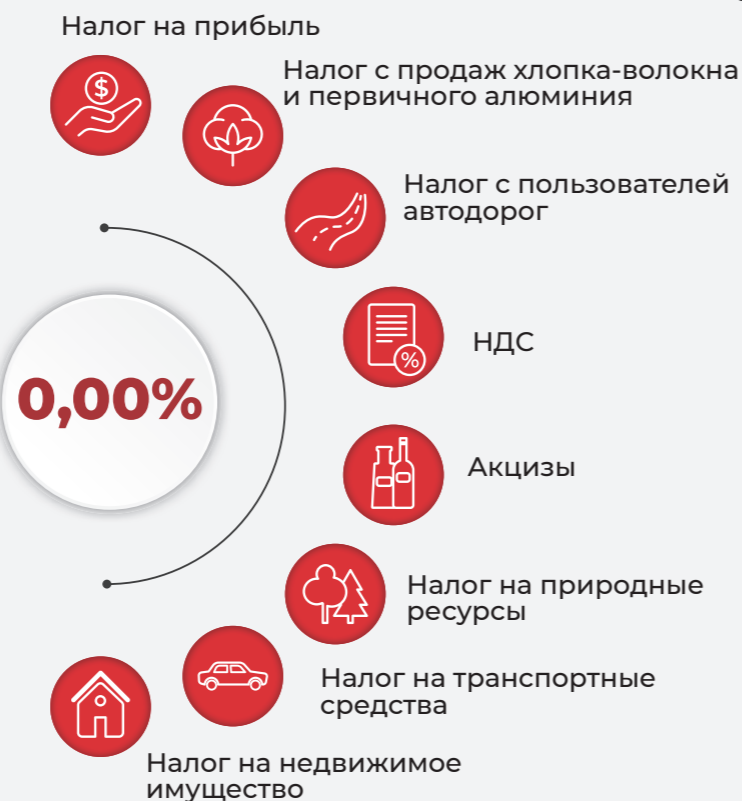 Налог на прибыль
$
Налог с продаж хлопка-волокна
и первичного алюминия
Налог с пользователей
автодорог
НДС
%
0,00%
Акцизы
Налог на природные
ресурсы
Налог на транспортные
средства
Налог на недвижимое
имущество